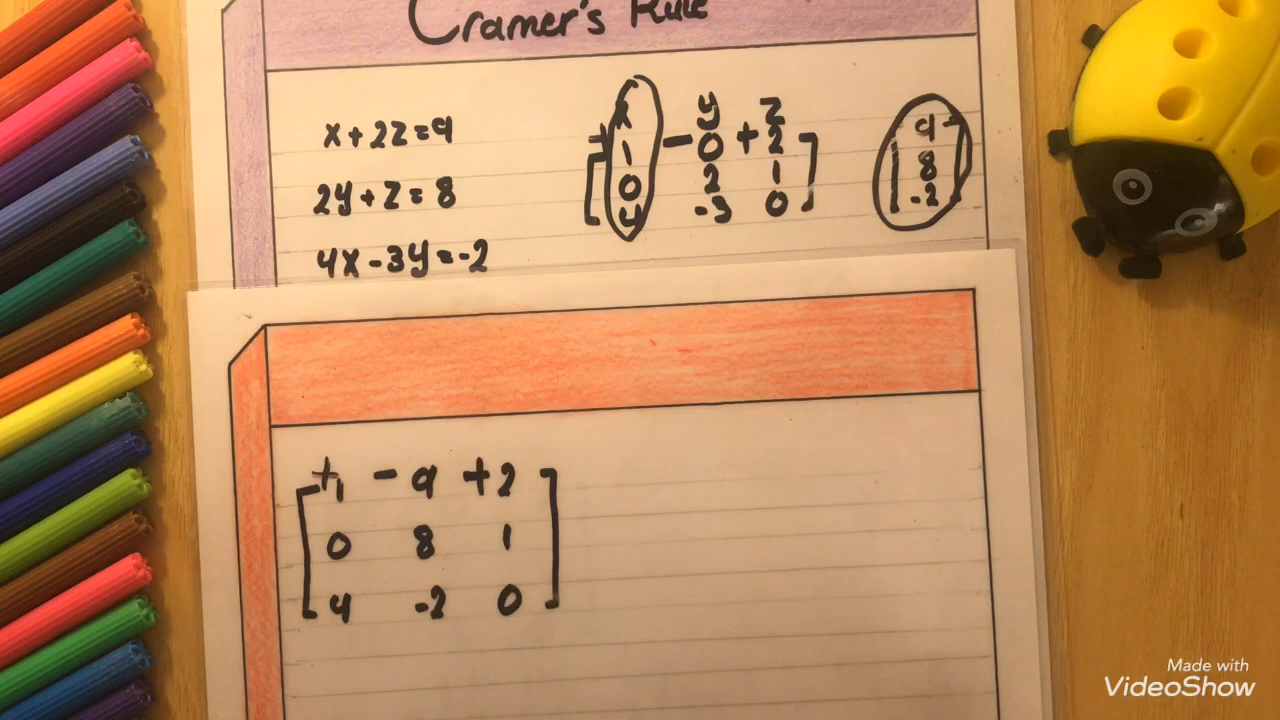 Cramer's Rule
x + 2z = 9
2y + z = 8
4x - 3y = -2
x y z
+ 1 - 0 + 2
0 2 1
4 -3 0
9
8
-2
+1 - 9 + 2
0 8 1
4 -2 0
Made with
VideoShow